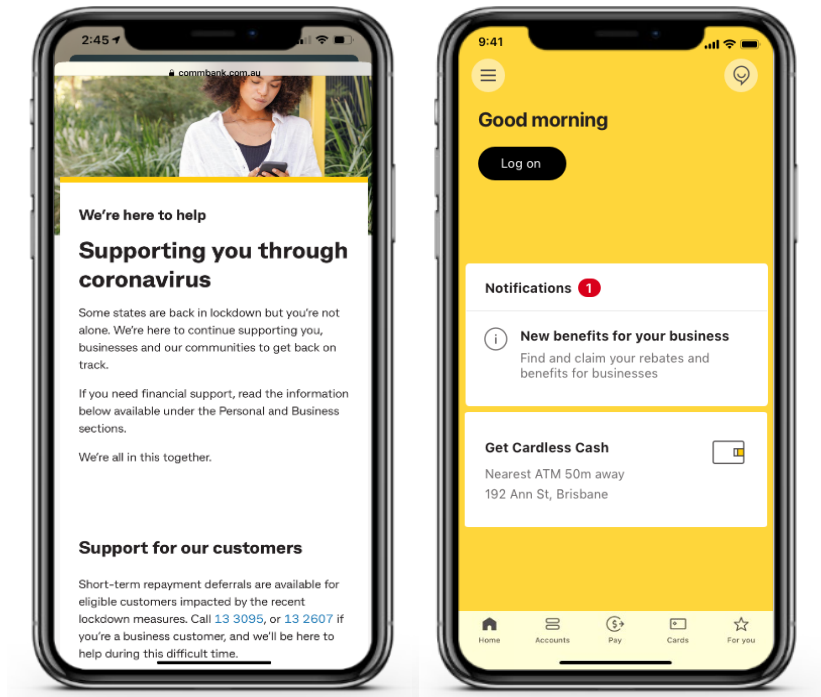 2:45
commbank.com.au
We're here to help
Supporting you through
coronavirus
Some states are back in lockdown but you're not
alone. We're here to continue supporting you,
businesses and our communities to get back on
track.
If you need financial support, read the information
below available under the Personal and Business
sections.
We're all in this together.
Support for our customers
Short-term repayment deferrals are available for
eligible customers impacted by the recent
lockdown measures. Call 13 3095, or 13 2607 if
you're a business customer, and we'll be here to
help during this difficult time.
9:41
Good morning
Log on
Notifications 1
New benefits for your business
Find and claim your rebates and
benefits for businesses
Get Cardless Cash
Nearest ATM 50m away
192 Ann St, Brisbane
Home Accounts Pay Cards For you